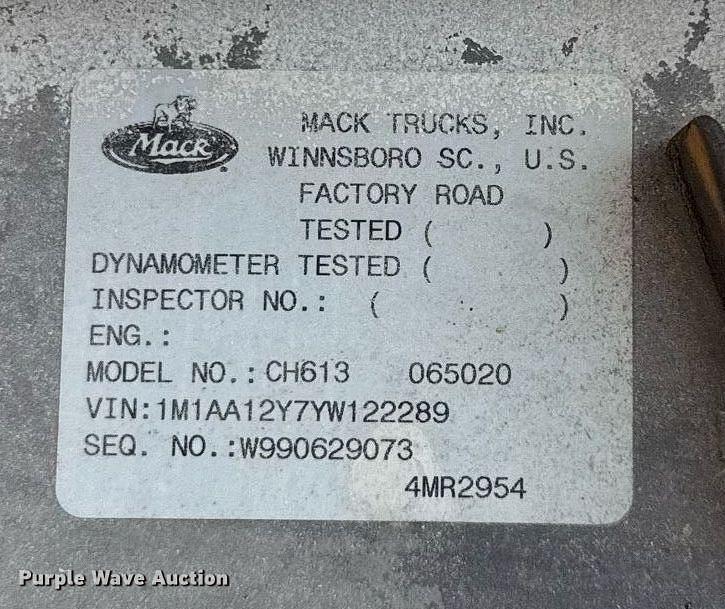 Mack
MACK TRUCKS, INC.
WINNSBORO SC., U.S.
FACTORY ROAD
TESTED ( )
DYNAMOMETER TESTED ( )
INSPECTOR NO.: ( )
ENG.:
MODEL NO.:CH613 065020
VIN:1M1AA12Y7YW122289
SEQ. NO.:W990629073
4MR2954
Purple Wave Auction